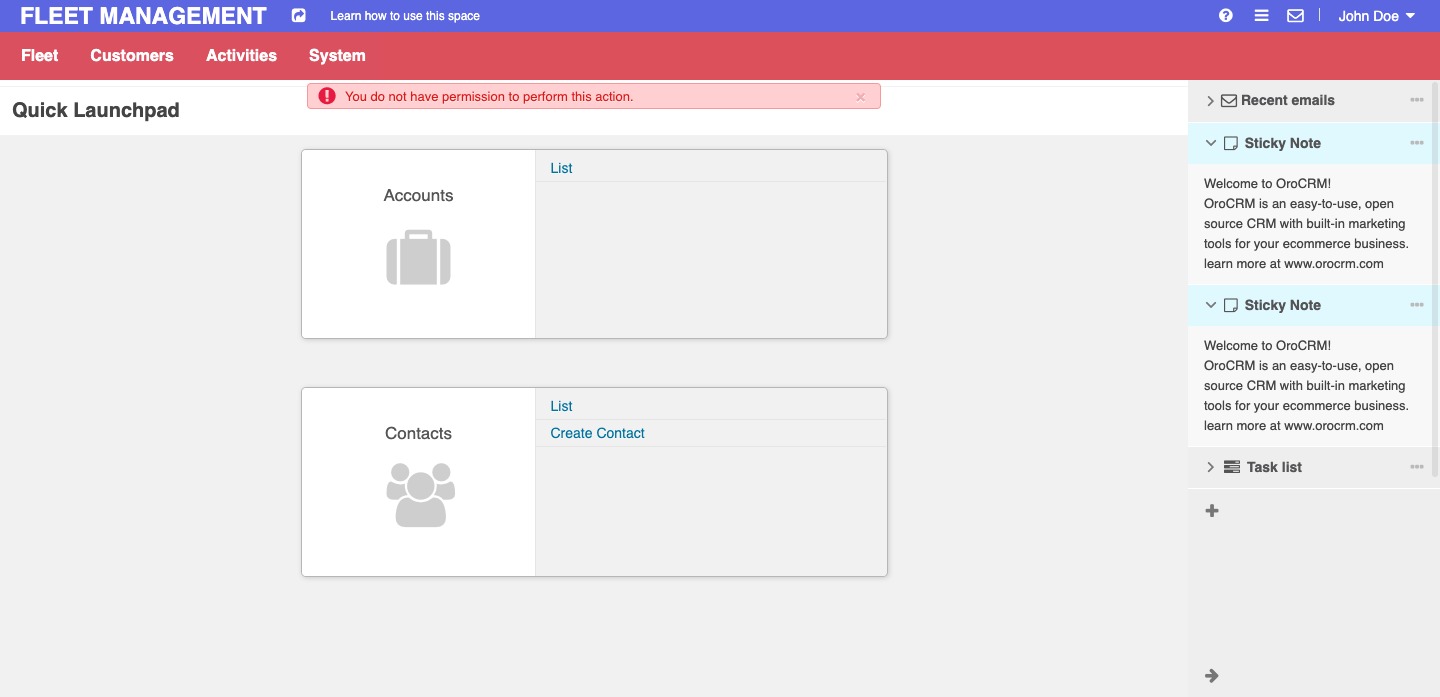 FLEET MANAGEMENT
Learn how to use this space
John Doe
Fleet
Customers
Activities
System
You do not have permission to perform this action.
×
Quick Launchpad
Accounts
List
Contacts
List
Create Contact
Recent emails
Sticky Note
Welcome to OroCRM!
OroCRM is an easy-to-use, open
source CRM with built-in marketing
tools for your ecommerce business.
learn more at www.orocrm.com
Sticky Note
Welcome to OroCRM!
OroCRM is an easy-to-use, open
source CRM with built-in marketing
tools for your ecommerce business.
learn more at www.orocrm.com
Task list